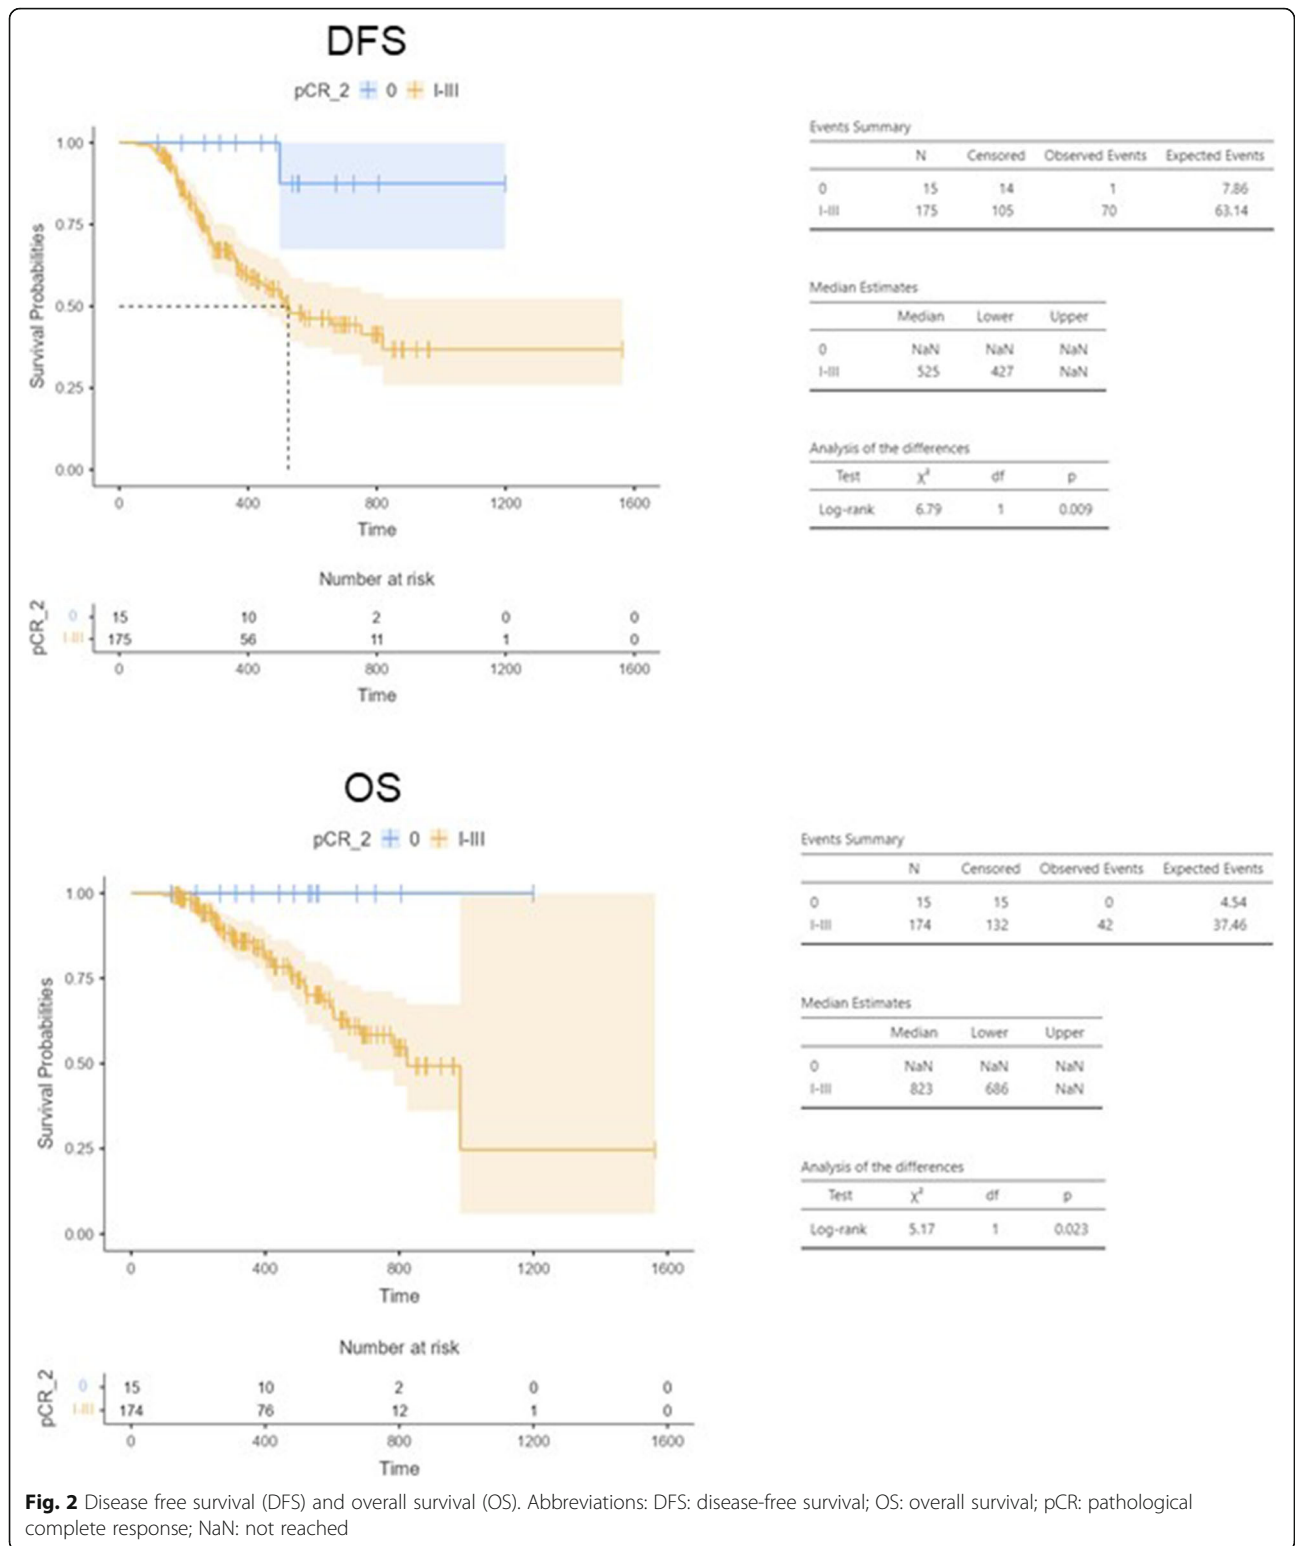 DFS
pCR_2 0 I-III
Survival Probabilities
1.00
0.75
0.50
0.25
0.00
0 400 800 1200 1600
Time
Number at risk
pCR_2
0 15 10 2 0 0
I-III 175 56 11 1 0
0 400 800 1200 1600
Time
Events Summary
N Censored Observed Events Expected Events
0 15 14 1 7.86
I-III 175 105 70 63.14
Median Estimates
Median Lower Upper
0 NaN NaN NaN
I-III 525 427 NaN
Analysis of the differences
Test χ² df p
Log-rank 6.79 1 0.009
OS
pCR_2 0 I-III
Survival Probabilities
1.00
0.75
0.50
0.25
0.00
0 400 800 1200 1600
Time
Number at risk
pCR_2
0 15 10 2 0 0
I-III 174 76 12 1 0
0 400 800 1200 1600
Time
Events Summary
N Censored Observed Events Expected Events
0 15 15 0 4.54
I-III 174 132 42 37.46
Median Estimates
Median Lower Upper
0 NaN NaN NaN
I-III 823 686 NaN
Analysis of the differences
Test χ² df p
Log-rank 5.17 1 0.023
Fig. 2 Disease free survival (DFS) and overall survival (OS). Abbreviations: DFS: disease-free survival; OS: overall survival; pCR: pathological
complete response; NaN: not reached